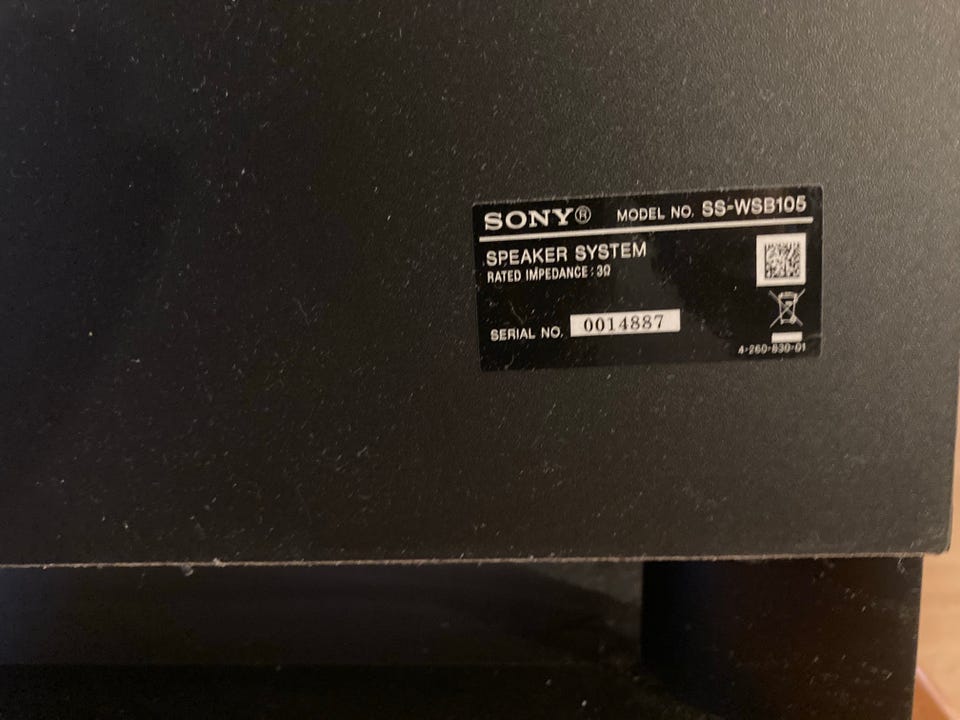 SONY® MODEL NO. SS-WSB105
SPEAKER SYSTEM
RATED IMPEDANCE : 3Ω
SERIAL NO. 0014887
4-260-830-01